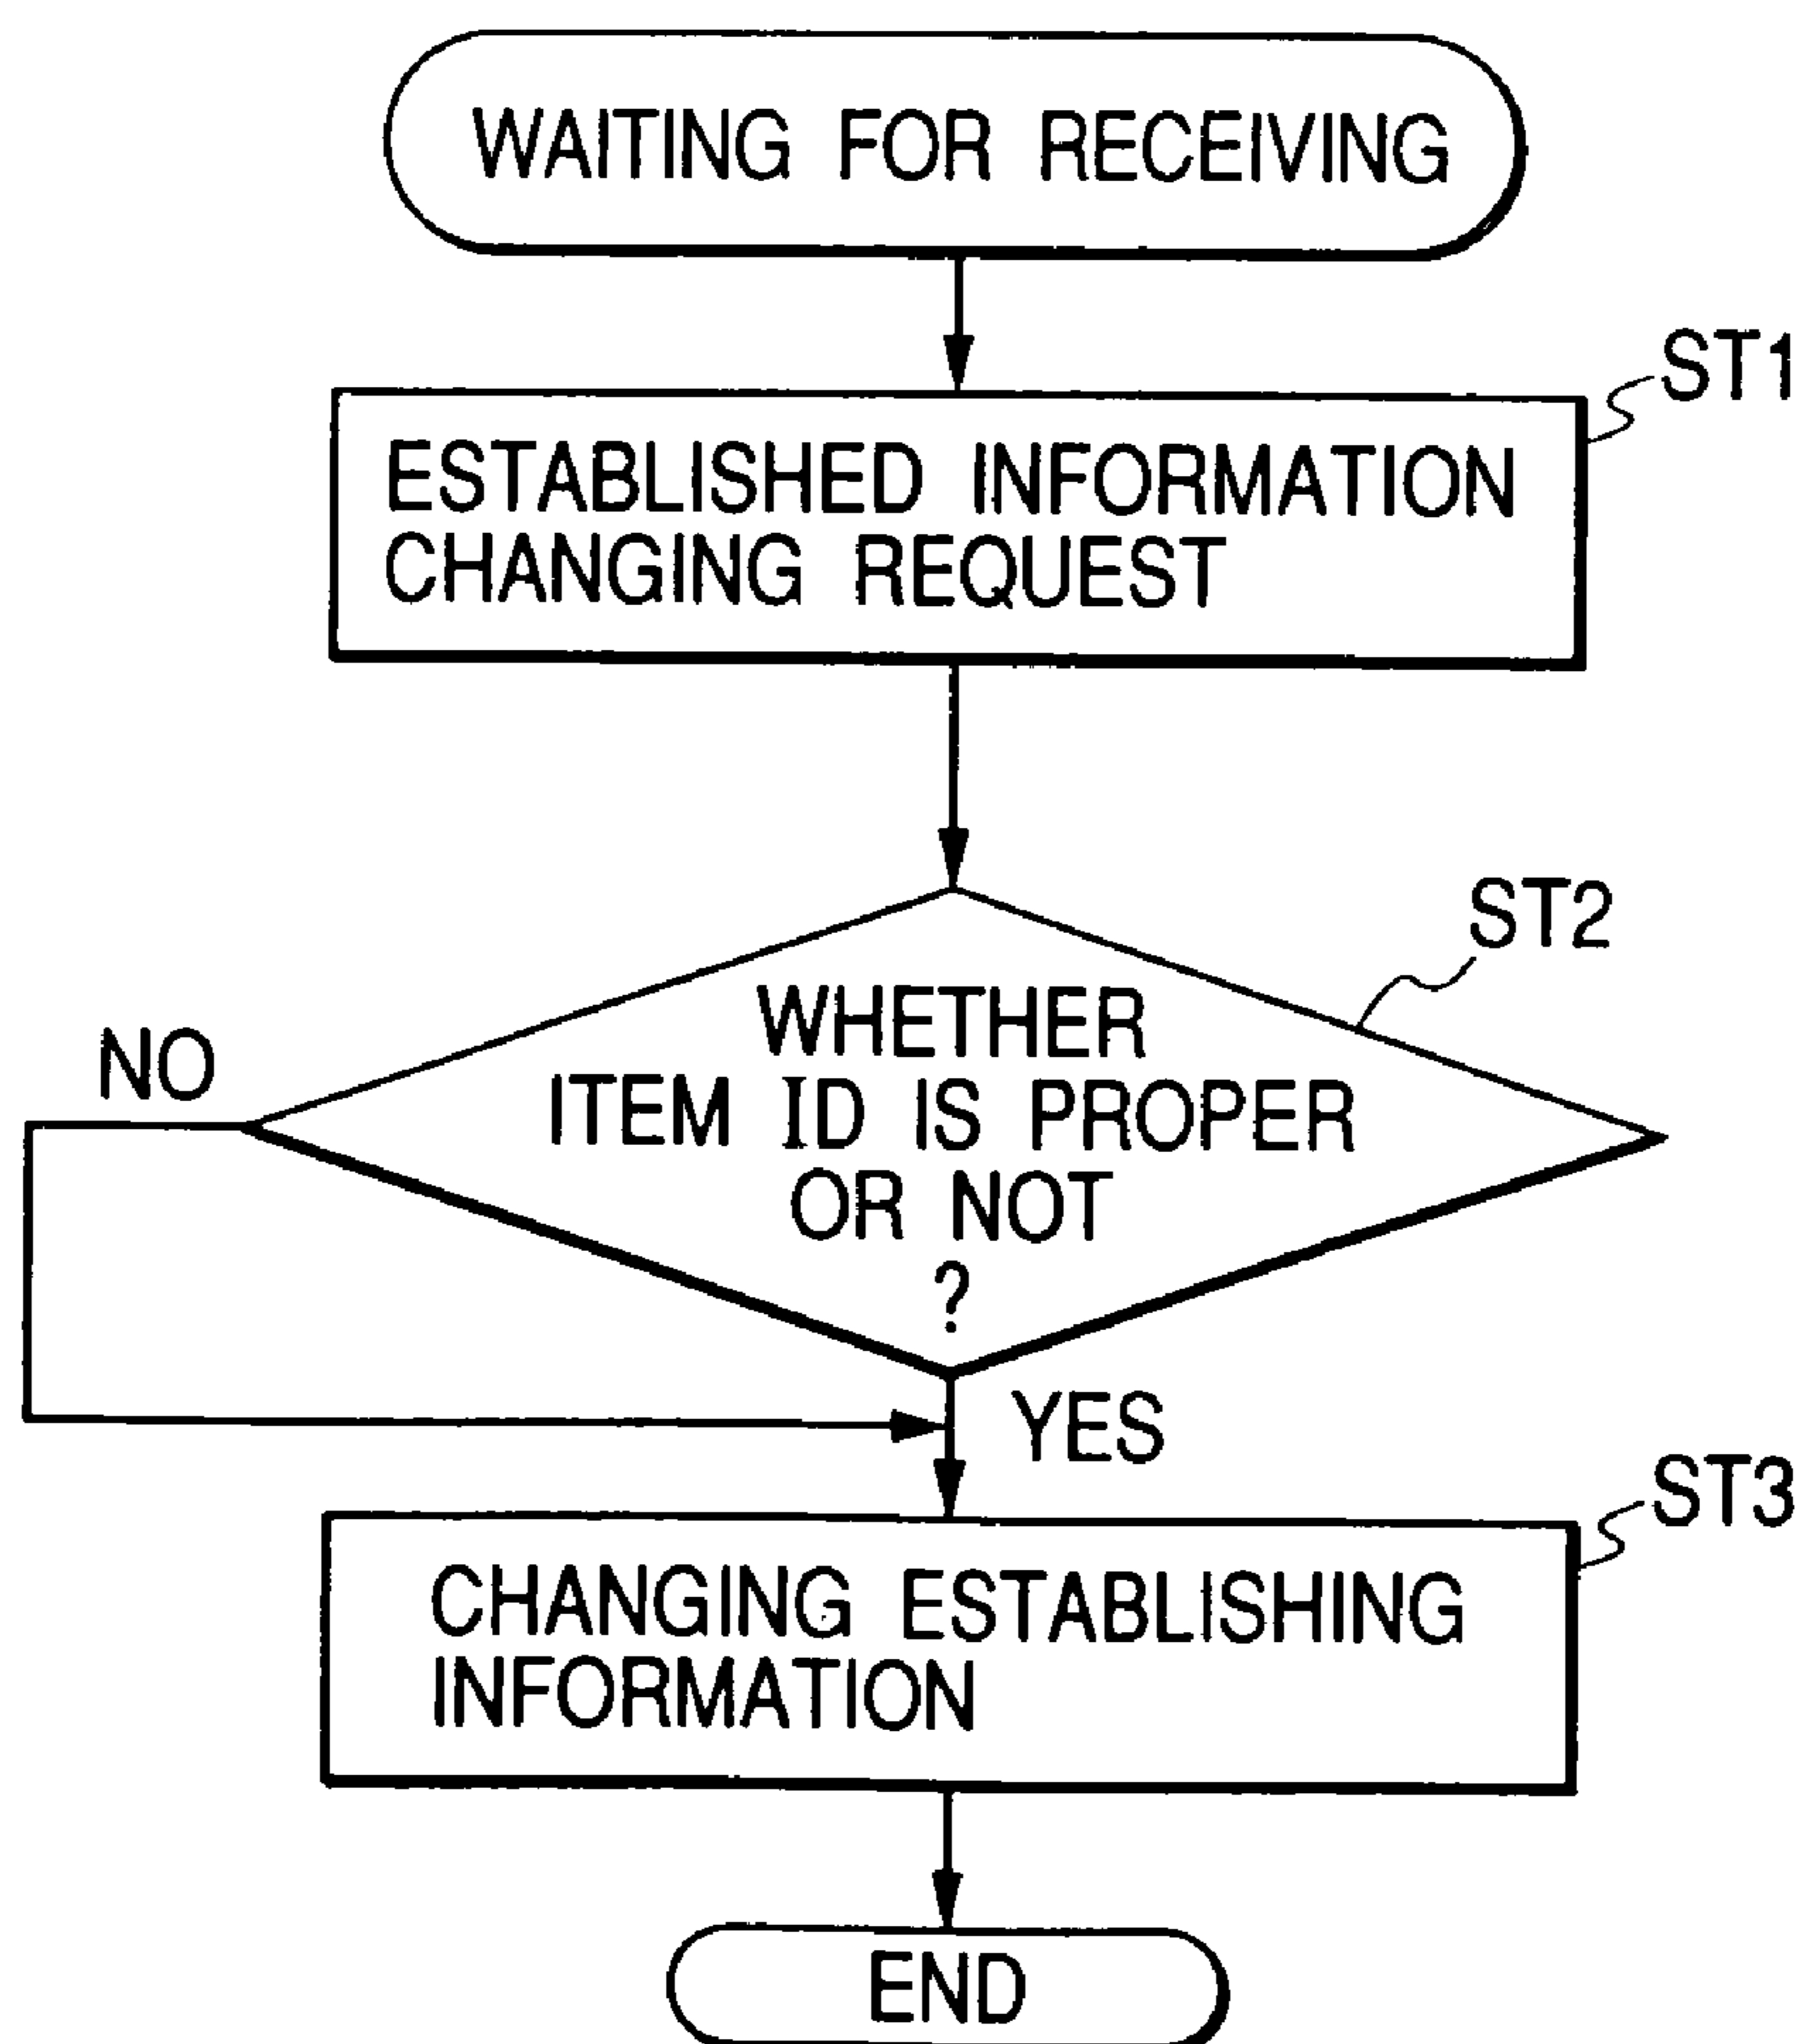 WAITING FOR RECEIVING
ST1
ESTABLISHED INFORMATION
CHANGING REQUEST
ST2
WHETHER
ITEM ID IS PROPER
OR NOT
?
NO
YES
ST3
CHANGING ESTABLISHING
INFORMATION
END